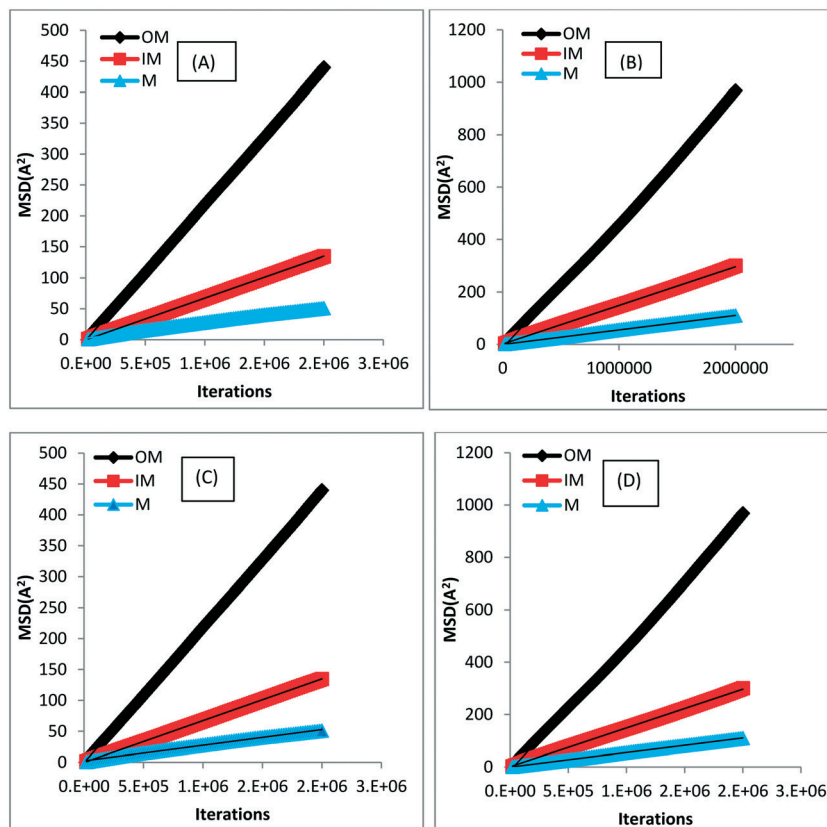 500
450
400
350
300
250
200
150
100
50
0
MSD(A²)
OM
IM
M
(A)
0.E+00 5.E+05 1.E+06 2.E+06 2.E+06 3.E+06
Iterations
1200
1000
800
600
400
200
0
MSD(A²)
OM
IM
M
(B)
0 1000000 2000000
Iterations
500
450
400
350
300
250
200
150
100
50
0
MSD(A²)
OM
IM
M
(C)
0.E+00 5.E+05 1.E+06 2.E+06 2.E+06 3.E+06
Iterations
1200
1000
800
600
400
200
0
MSD(A²)
OM
IM
M
(D)
0.E+00 5.E+05 1.E+06 2.E+06 2.E+06 3.E+06
Iterations